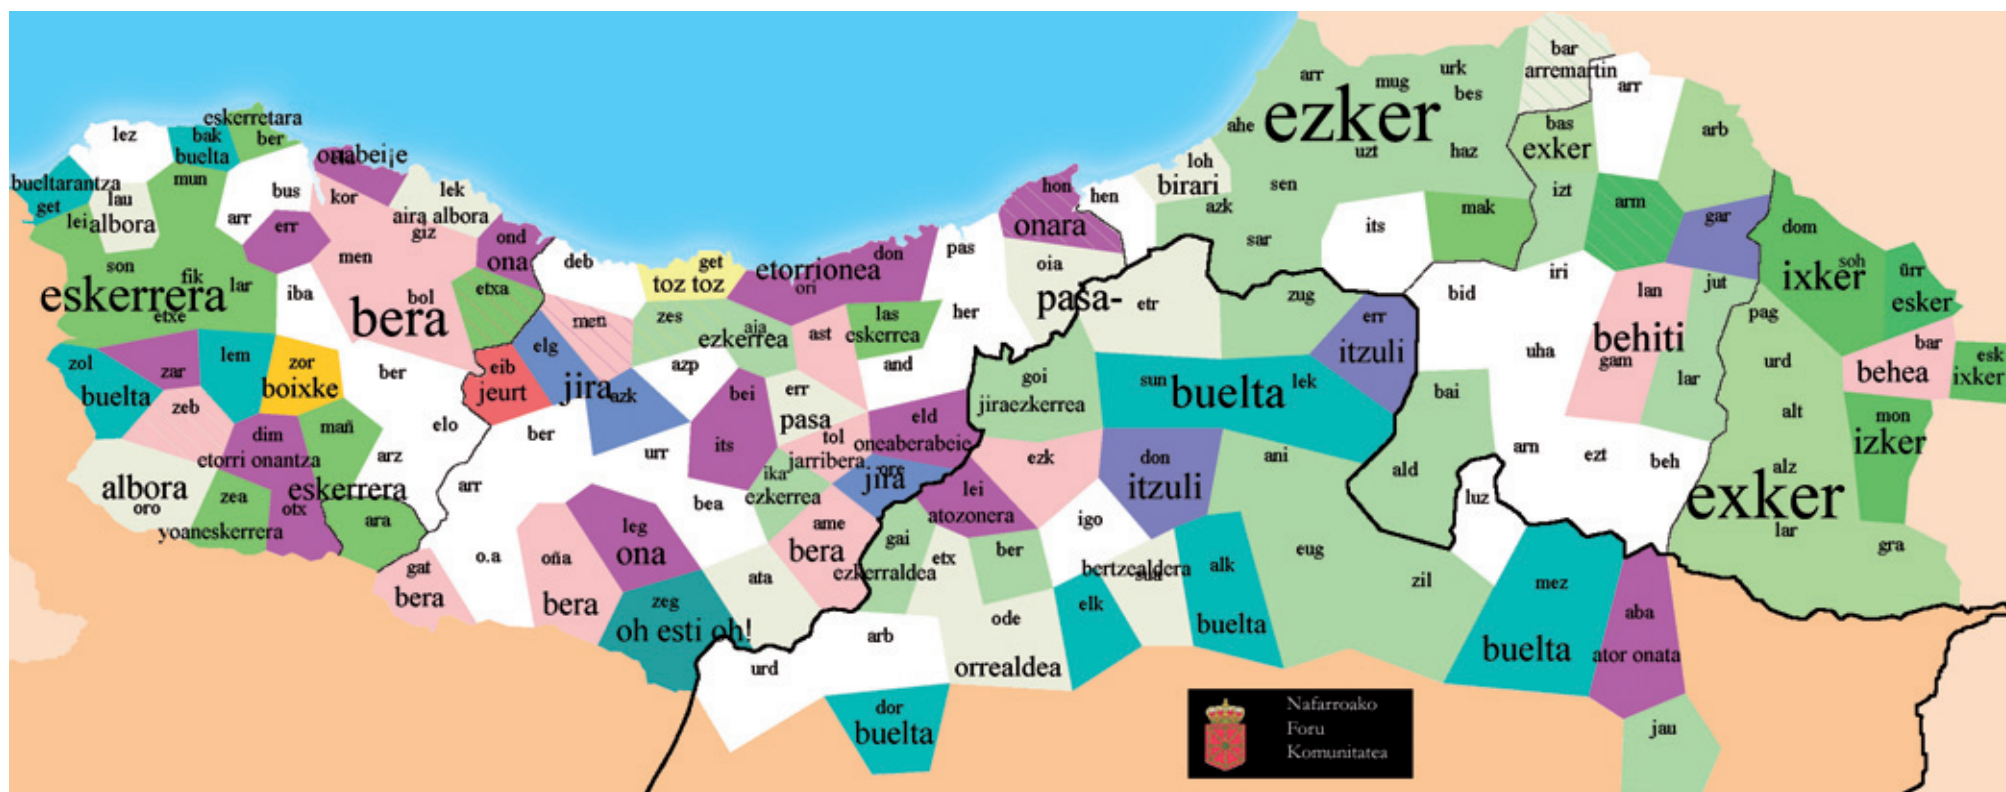 bar
arremartin
arr
arr
mug
urk
bes
ezker
ahe
uzt
haz
bas
exker
arb
eskerretara
ber
lez
bak
buelta
mun
onabeiȷe
loh
birari
hon
hen
onara
sen
azk
sar
its
mak
izt
arm
gar
dom
bueltarantza
get
lau
lei
albora
bus
arr
err
kor
lek
aira albora
giz
men
ond
ona
deb
get
toz toz
etorrionea
don
ori
pas
oia
pasa-
etr
zug
err
itzuli
bid
iri
lan
jut
ixker
soh
ürr
esker
son
fik
lar
eskerrera
etxe
iba
bol
bera
etxa
men
zes
aia
ezkerrea
ast
las
eskerrea
her
and
uha
behiti
gam
lar
pag
urd
bar
behea
esk
ixker
zol
buelta
zar
lem
zor
boixke
ber
eib
jeurt
elg
jira
azk
azp
bei
err
pasa
goi
jiraezkerrea
sun
buelta
lek
bai
alt
mon
izker
zeb
dim
etorri onantza
mañ
elo
arz
ber
urr
its
tol
jarribera
eld
oneaberabeic
ore
jira
ika
ezkerrea
ezk
don
itzuli
ani
ald
arn
ezt
beh
alz
exker
lar
albora
oro
zea
yoaneskerrera
otx
eskerrera
ara
arr
bea
lei
atozonera
igo
luz
gat
bera
o.a
oña
bera
leg
ona
ata
ame
bera
gai
ezkerraldea
etx
ber
bertzealdera
sua
alk
buelta
eug
zil
mez
buelta
gra
zeg
oh esti oh!
urd
arb
ode
orrealdea
elk
aba
ator onata
dor
buelta
jau
Nafarroako
Foru
Komunitatea